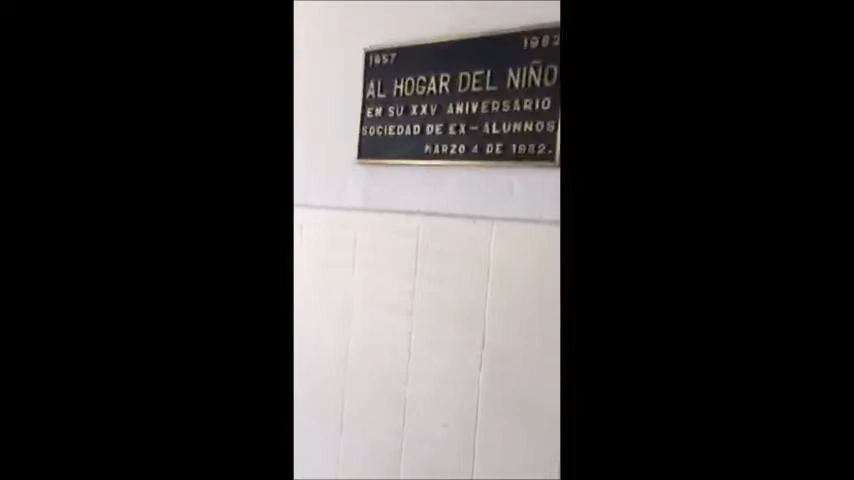 1957 1982
AL HOGAR DEL NIÑO
EN SU XXV ANIVERSARIO
SOCIEDAD DE EX-ALUMNOS
MARZO 4 DE 1982.